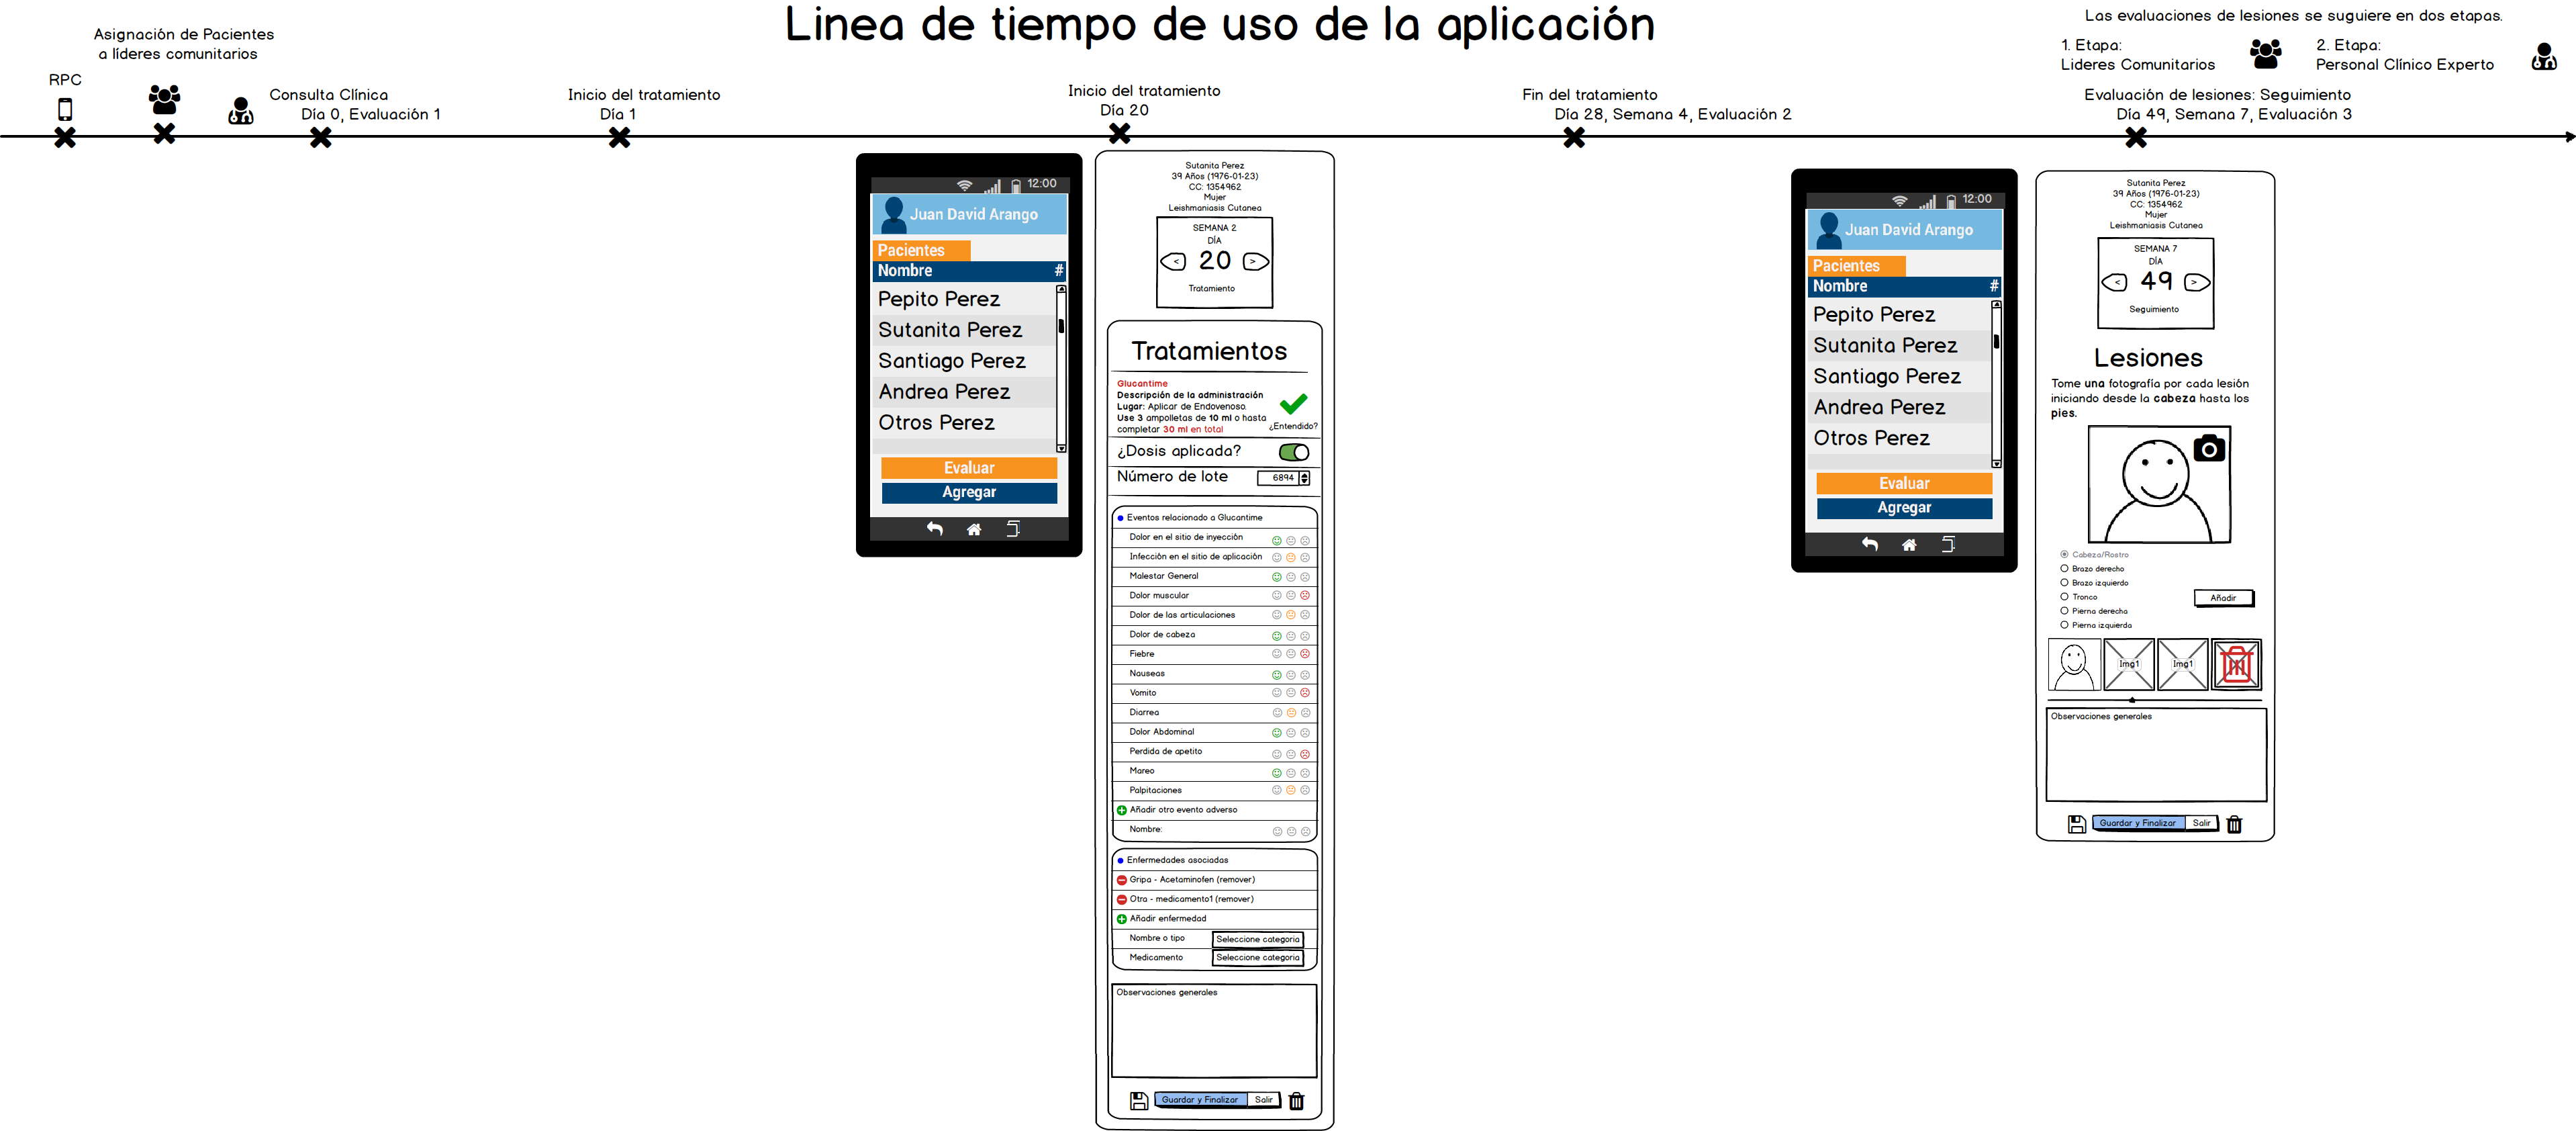 Linea de tiempo de uso de la aplicación
Asignación de Pacientes
a líderes comunitarios
RPC
Consulta Clínica
Día 0, Evaluación 1
Inicio del tratamiento
Día 1
Inicio del tratamiento
Día 20
Fin del tratamiento
Día 28, Semana 4, Evaluación 2
Las evaluaciones de lesiones se suguiere en dos etapas.
1. Etapa:
Lideres Comunitarios
2. Etapa:
Personal Clínico Experto
Evaluación de lesiones: Seguimiento
Día 49, Semana 7, Evaluación 3
12:00
Juan David Arango
Pacientes
Nombre #
Pepito Perez
Sutanita Perez
Santiago Perez
Andrea Perez
Otros Perez
Evaluar
Agregar
Sutanita Perez
39 Años (1976-01-23)
CC: 1354962
Mujer
Leishmaniasis Cutanea
SEMANA 2
DÍA
< 20 >
Tratamiento
Tratamientos
Glucantime
Descripción de la administración
Lugar: Aplicar de Endovenoso.
Use 3 ampolletas de 10 ml o hasta
completar 30 ml en total
¿Entendido?
¿Dosis aplicada?
Número de lote 6894
Eventos relacionado a Glucantime
Dolor en el sitio de inyección
Infección en el sitio de aplicación
Malestar General
Dolor muscular
Dolor de las articulaciones
Dolor de cabeza
Fiebre
Nauseas
Vomito
Diarrea
Dolor Abdominal
Perdida de apetito
Mareo
Palpitaciones
Añadir otro evento adverso
Nombre:
Enfermedades asociadas
Gripa - Acetaminofen (remover)
Otra - medicamento1 (remover)
Añadir enfermedad
Nombre o tipo Seleccione categoria
Medicamento Seleccione categoria
Observaciones generales
Guardar y Finalizar Salir
12:00
Juan David Arango
Pacientes
Nombre #
Pepito Perez
Sutanita Perez
Santiago Perez
Andrea Perez
Otros Perez
Evaluar
Agregar
Sutanita Perez
39 Años (1976-01-23)
CC: 1354962
Mujer
Leishmaniasis Cutanea
SEMANA 7
DÍA
< 49 >
Seguimiento
Lesiones
Tome una fotografía por cada lesión
iniciando desde la cabeza hasta los
pies.
Cabeza/Rostro
Brazo derecho
Brazo izquierdo
Tronco
Pierna derecha
Pierna izquierda
Añadir
Img1
Img1
Observaciones generales
Guardar y Finalizar Salir